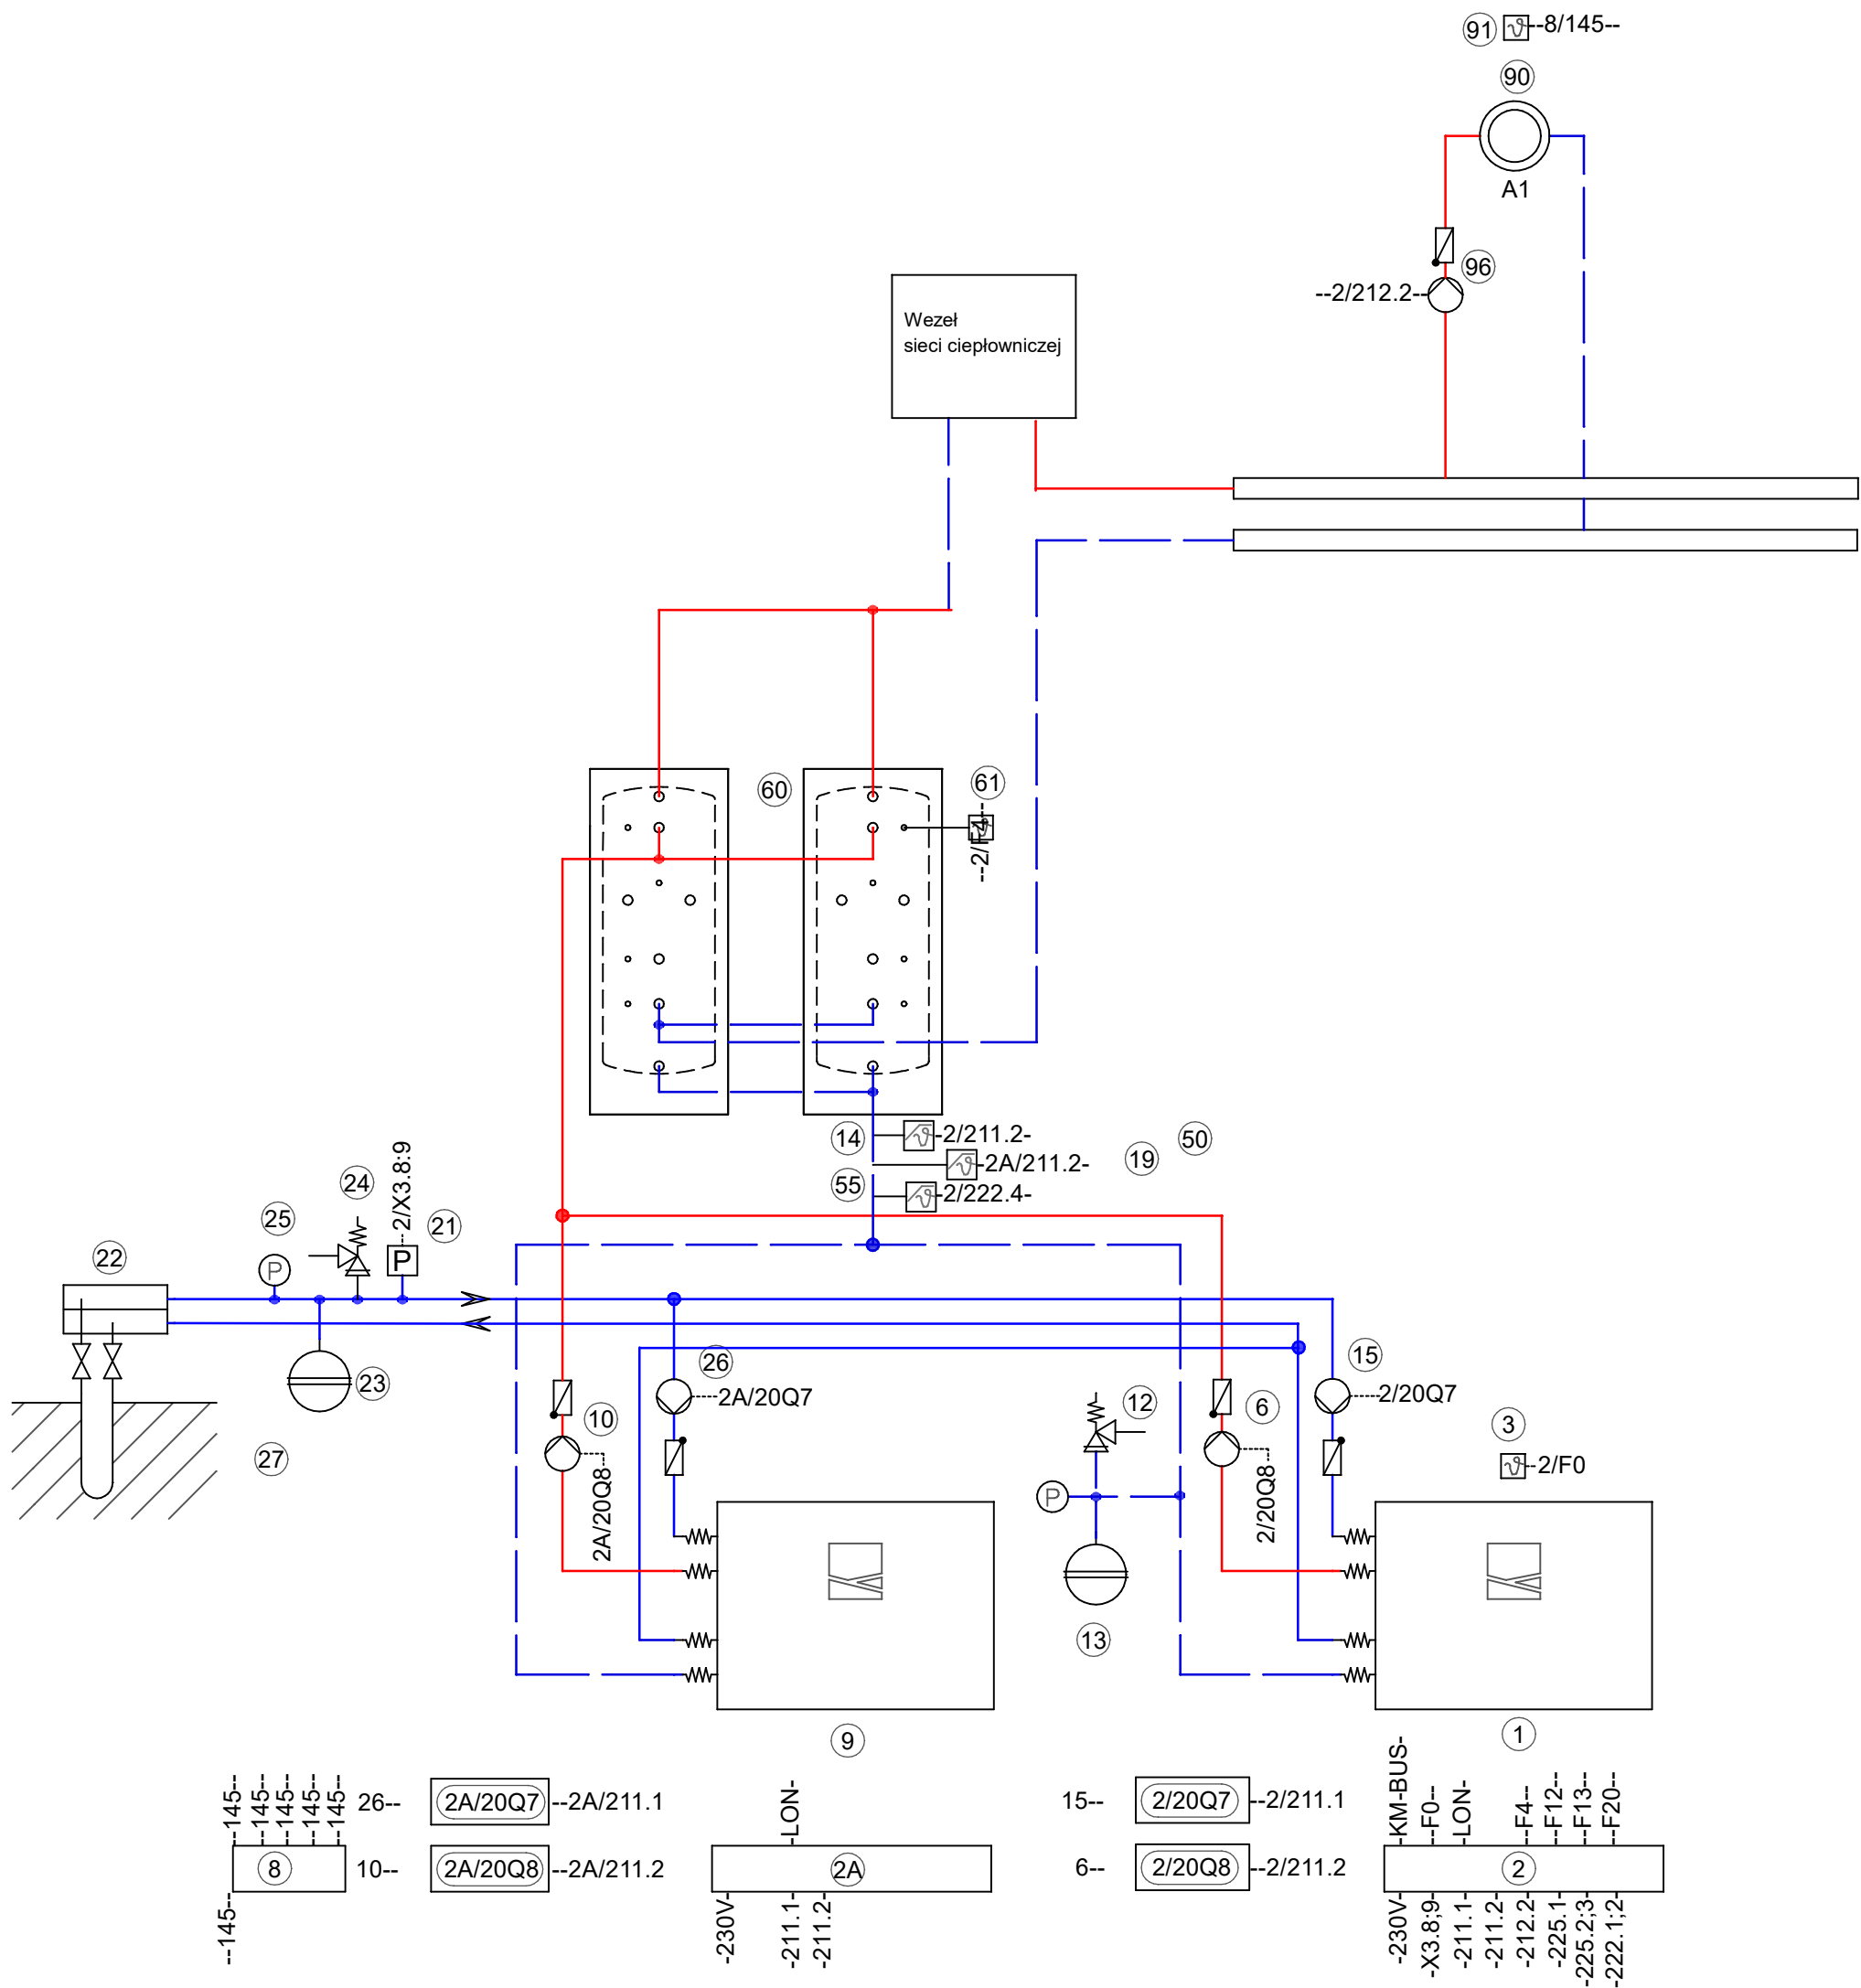 91
--8/145--
90
A1
96
--2/212.2--
Wezeł
sieci ciepłowniczej
60
61
--2/F4--
14
-2/211.2-
50
-2A/211.2-
19
55
-2/222.4-
24
2/X3.8:9
25
21
P
P
22
23
26
2A/20Q7
15
2/20Q7
12
6
10
3
27
-2/F0
2A/20Q8
P
2/20Q8
13
9
1
--145--
--145--
--145--
--145--
--145--
26--
2A/20Q7
--2A/211.1
-LON-
15--
2/20Q7
--2/211.1
-KM-BUS-
--F0--
-LON-
--F4--
--F12--
--F13--
--F20--
8
10--
2A/20Q8
--2A/211.2
2A
6--
2/20Q8
--2/211.2
2
--145--
-230V-
-211.1-
-211.2-
-230V-
-X3.8;9
-211.1-
-211.2-
-212.2-
-225.1-
-225.2;3
-222.1;2